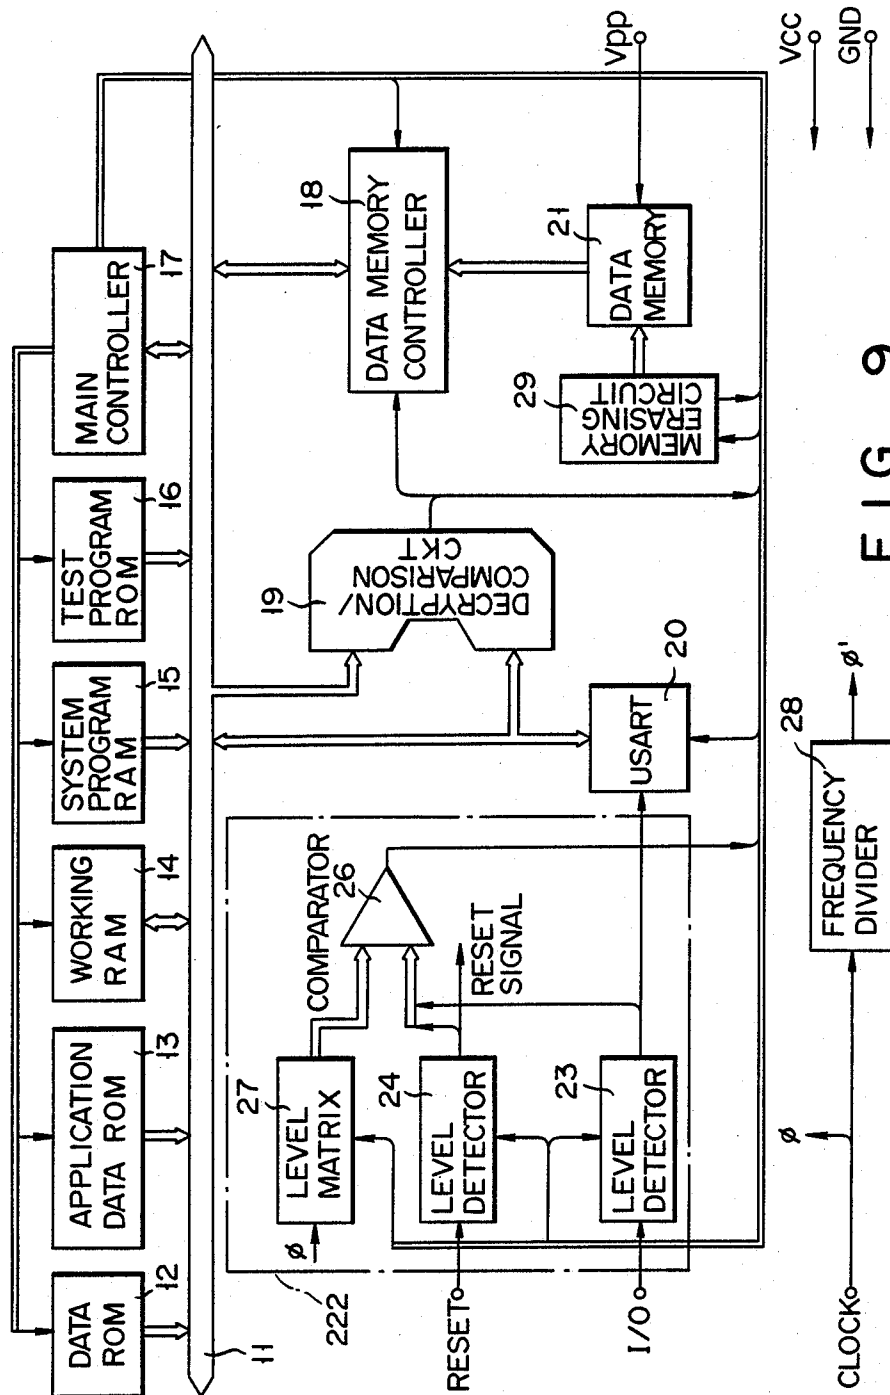 DATA
ROM
12
APPLICATION
DATA ROM
13
WORKING
RAM
14
SYSTEM
PROGRAM
RAM
15
TEST
PROGRAM
ROM
16
MAIN
CONTROLLER
17
11
222
27
LEVEL
MATRIX
ø
COMPARATOR
26
24
LEVEL
DETECTOR
RESET
SIGNAL
RESET
23
LEVEL
DETECTOR
I/O
19
DECRYPTION/
COMPARISON
CKT
USART
20
18
DATA MEMORY
CONTROLLER
21
DATA
MEMORY
29
MEMORY
ERASING
CIRCUIT
Vpp
VCC
GND
CLOCK
ø
28
FREQUENCY
DIVIDER
ø'
FIG 9